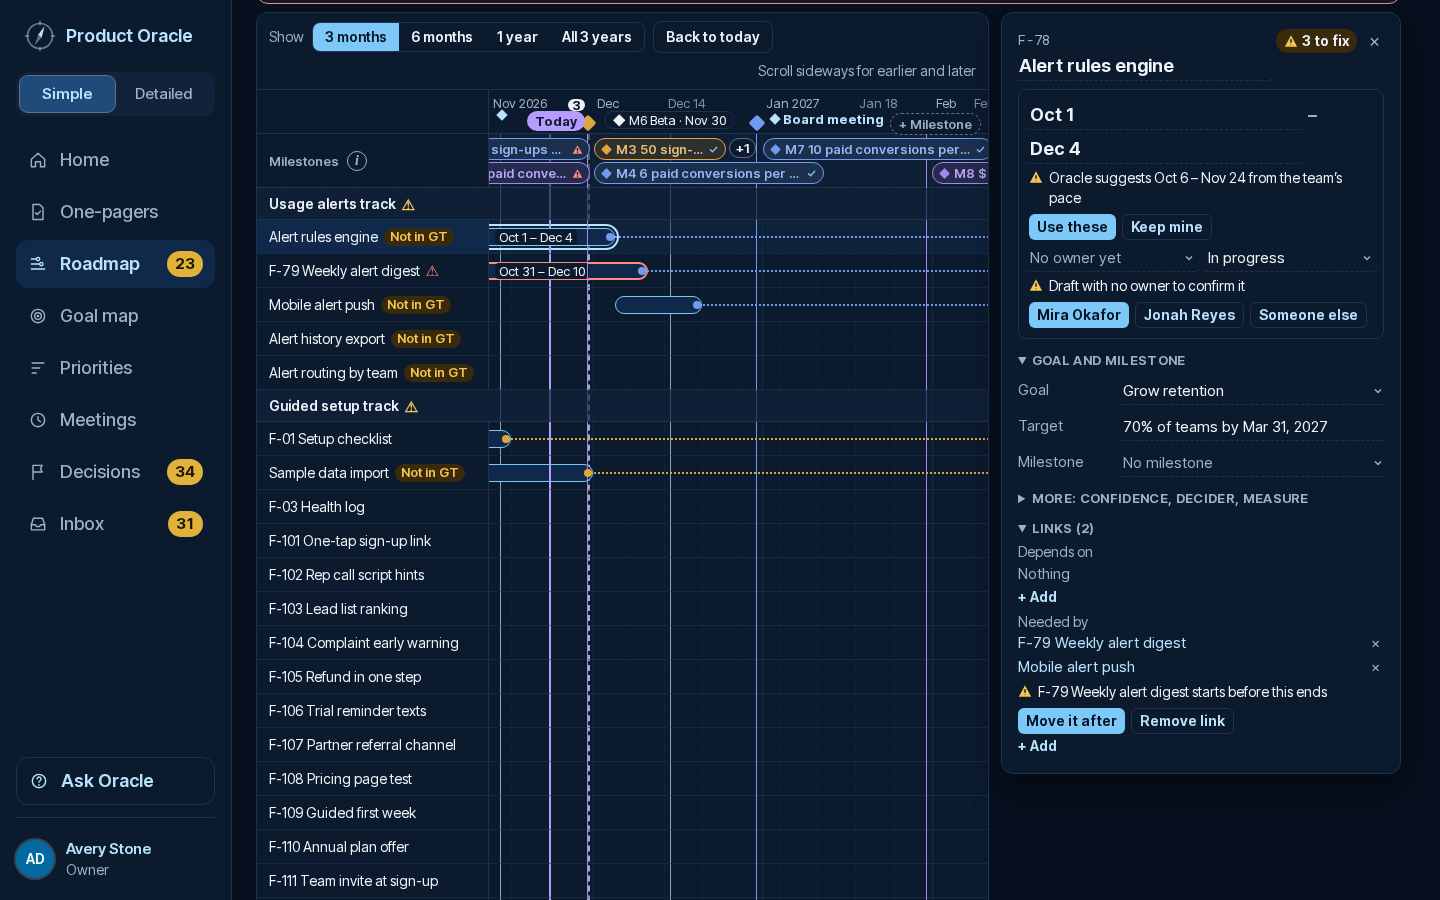 Product Oracle
Simple
Detailed
Home
One-pagers
Roadmap
23
Goal map
Priorities
Meetings
Decisions
34
Inbox
31
Ask Oracle
AD
Avery Stone
Owner
Show
3 months
6 months
1 year
All 3 years
Back to today
Scroll sideways for earlier and later
Nov 2026
3
Dec
Dec 14
Jan 2027
Jan 18
Feb
Fe
Today
M6 Beta · Nov 30
Board meeting
+ Milestone
Milestones
i
sign-ups ...
M3 50 sign-...
+1
M7 10 paid conversions per...
paid conve...
M4 6 paid conversions per ...
M8 $
Usage alerts track
Alert rules engine
Not in GT
Oct 1 – Dec 4
F-79 Weekly alert digest
Oct 31 – Dec 10
Mobile alert push
Not in GT
Alert history export
Not in GT
Alert routing by team
Not in GT
Guided setup track
F-01 Setup checklist
Sample data import
Not in GT
F-03 Health log
F-101 One-tap sign-up link
F-102 Rep call script hints
F-103 Lead list ranking
F-104 Complaint early warning
F-105 Refund in one step
F-106 Trial reminder texts
F-107 Partner referral channel
F-108 Pricing page test
F-109 Guided first week
F-110 Annual plan offer
F-111 Team invite at sign-up
F-78
3 to fix
×
Alert rules engine
Oct 1
–
Dec 4
Oracle suggests Oct 6 – Nov 24 from the team's
pace
Use these
Keep mine
No owner yet
In progress
Draft with no owner to confirm it
Mira Okafor
Jonah Reyes
Someone else
GOAL AND MILESTONE
Goal
Grow retention
Target
70% of teams by Mar 31, 2027
Milestone
No milestone
MORE: CONFIDENCE, DECIDER, MEASURE
LINKS (2)
Depends on
Nothing
+ Add
Needed by
F-79 Weekly alert digest
×
Mobile alert push
×
F-79 Weekly alert digest starts before this ends
Move it after
Remove link
+ Add